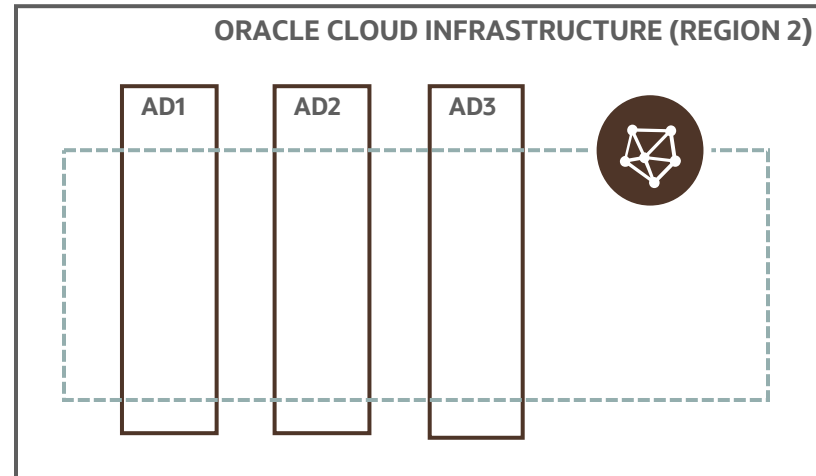 ORACLE CLOUD INFRASTRUCTURE (REGION 2)
AD1 AD2 AD3